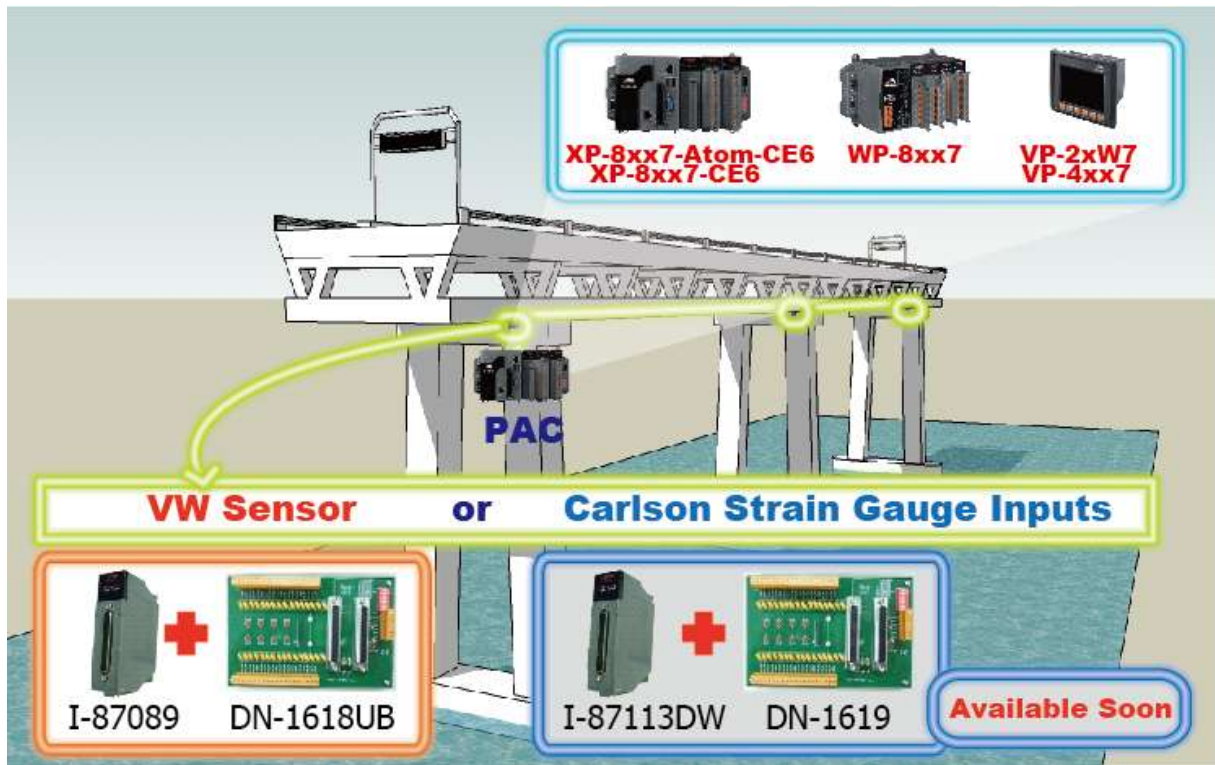 XP-8xx7-Atom-CE6
XP-8xx7-CE6
WP-8xx7
VP-2xW7
VP-4xx7
PAC
VW Sensor or Carlson Strain Gauge Inputs
I-87089
DN-1618UB
I-87113DW
DN-1619
Available Soon